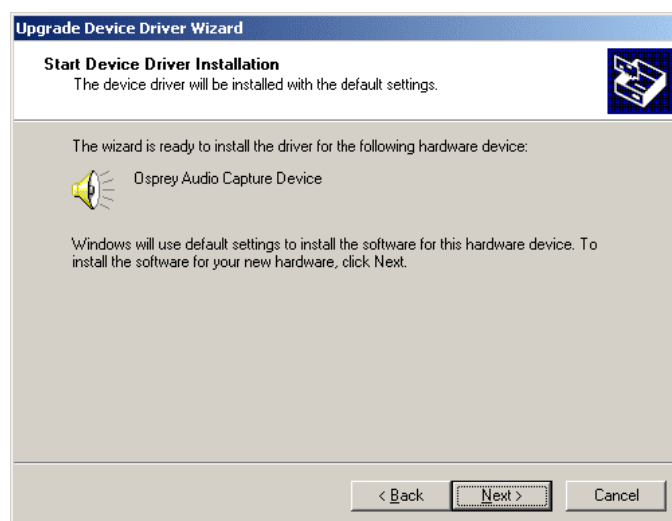 Upgrade Device Driver Wizard
Start Device Driver Installation
The device driver will be installed with the default settings.
The wizard is ready to install the driver for the following hardware device:
Osprey Audio Capture Device
Windows will use default settings to install the software for this hardware device. To
install the software for your new hardware, click Next.
< Back
Next >
Cancel